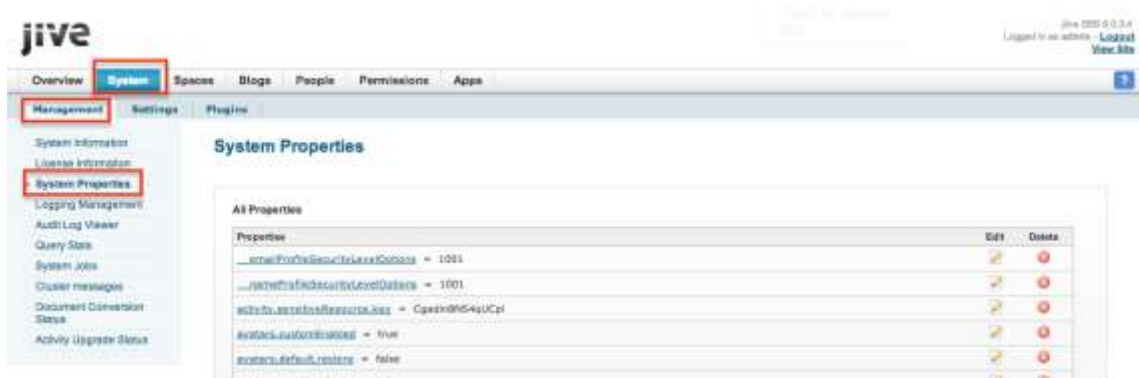 jive
Logged in as admin - Logout
View Site
Overview System Spaces Blogs People Permissions Apps
?
Management Settings Plugins
System Information
License Information
System Properties
Logging Management
Audit Log Viewer
Query Stats
System Jobs
Cluster messages
Document Conversion
Status
Activity Upgrade Status
System Properties
All Properties
Properties Edit Delete
__emailProfileSecurityLevelOptions = 1001
__nameProfileSecurityLevelOptions = 1001
activity.sensitiveResource.key =
avatars.customEnabled = true
avatars.default.restore = false